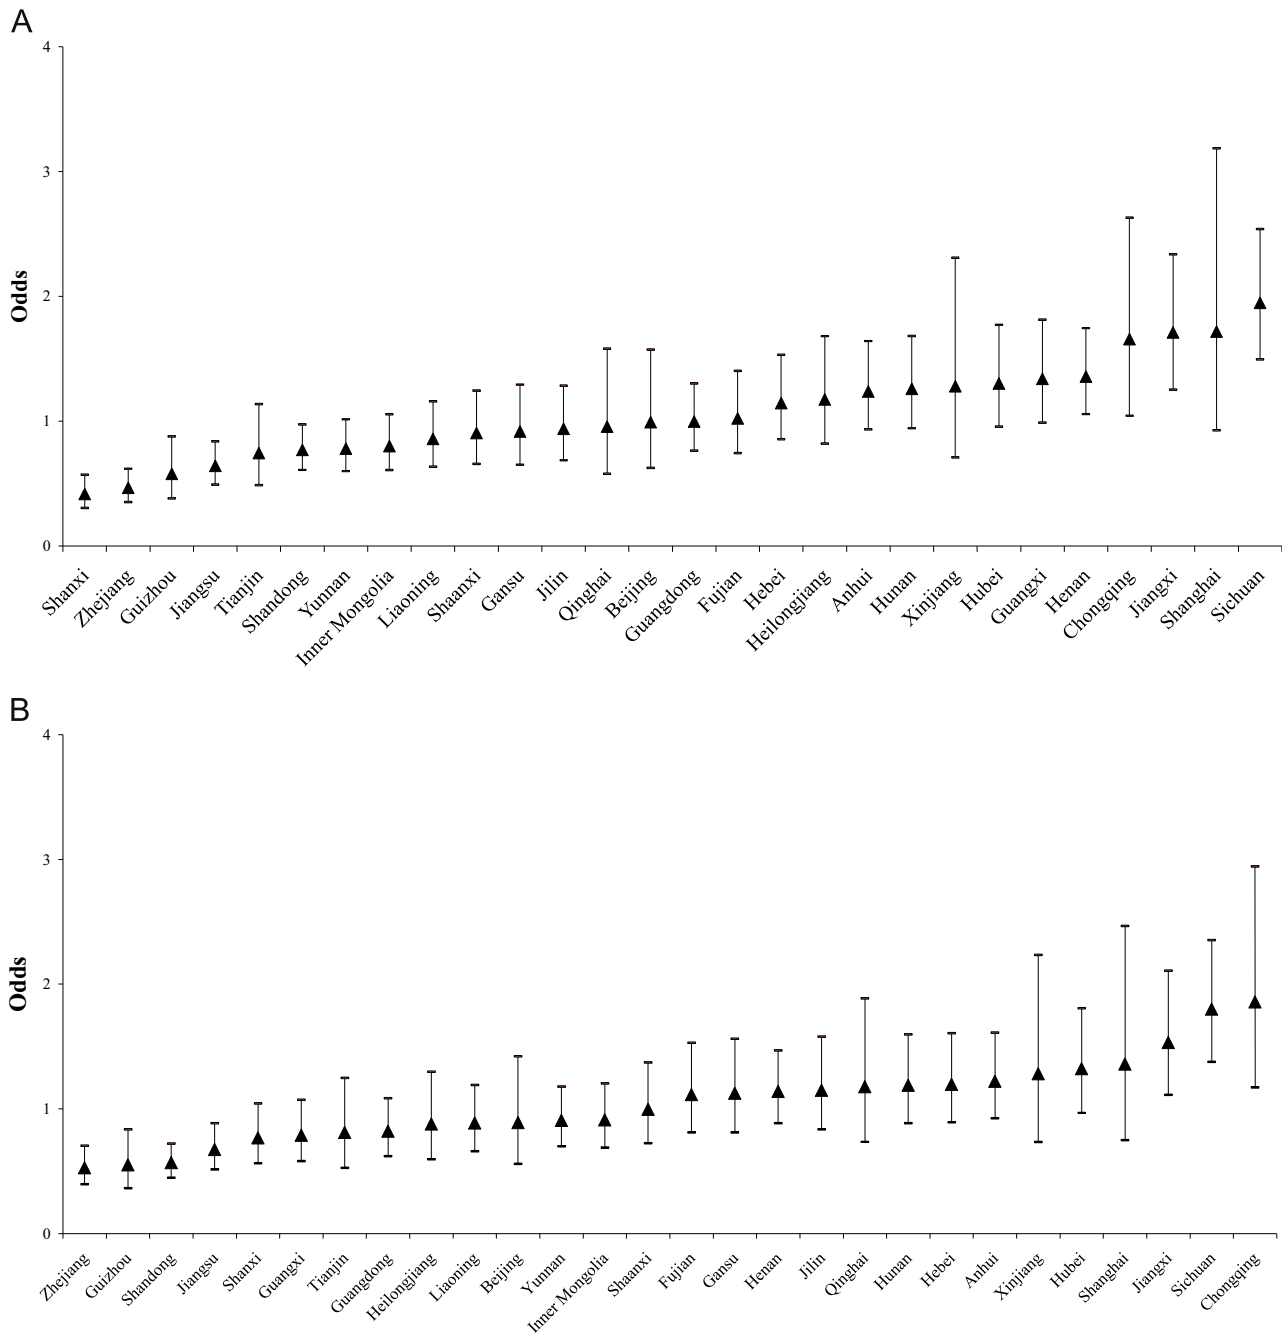 A
4
3
2
1
0
Odds
Shanxi
Zhejiang
Guizhou
Jiangsu
Tianjin
Shandong
Yunnan
Inner Mongolia
Liaoning
Shaanxi
Gansu
Jilin
Qinghai
Beijing
Guangdong
Fujian
Hebei
Heilongjiang
Anhui
Hunan
Xinjiang
Hubei
Guangxi
Henan
Chongqing
Jiangxi
Shanghai
Sichuan
B
4
3
2
1
0
Odds
Zhejiang
Guizhou
Shandong
Jiangsu
Shanxi
Guangxi
Tianjin
Guangdong
Heilongjiang
Liaoning
Beijing
Yunnan
Inner Mongolia
Shaanxi
Fujian
Gansu
Henan
Jilin
Qinghai
Hunan
Hebei
Anhui
Xinjiang
Hubei
Shanghai
Jiangxi
Sichuan
Chongqing